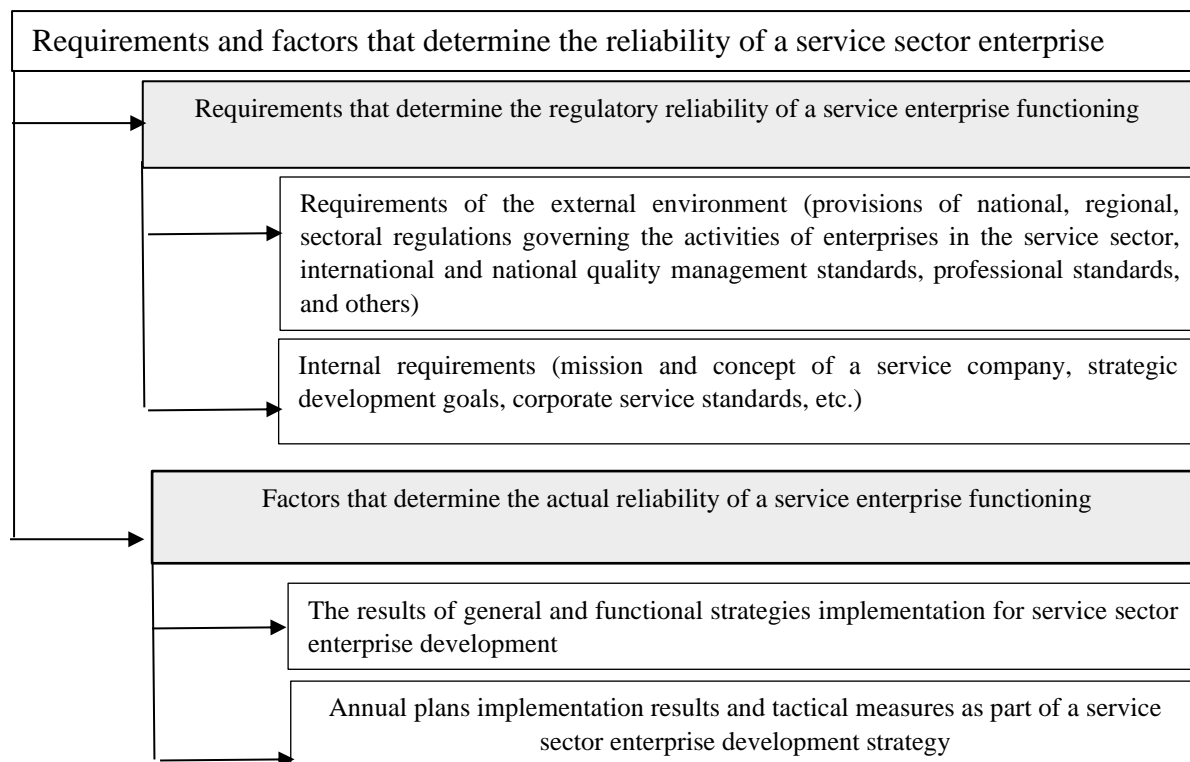 Requirements and factors that determine the reliability of a service sector enterprise
Requirements that determine the regulatory reliability of a service enterprise functioning
Requirements of the external environment (provisions of national, regional,
sectoral regulations governing the activities of enterprises in the service sector,
international and national quality management standards, professional standards,
and others)
Internal requirements (mission and concept of a service company, strategic
development goals, corporate service standards, etc.)
Factors that determine the actual reliability of a service enterprise functioning
The results of general and functional strategies implementation for service sector
enterprise development
Annual plans implementation results and tactical measures as part of a service
sector enterprise development strategy